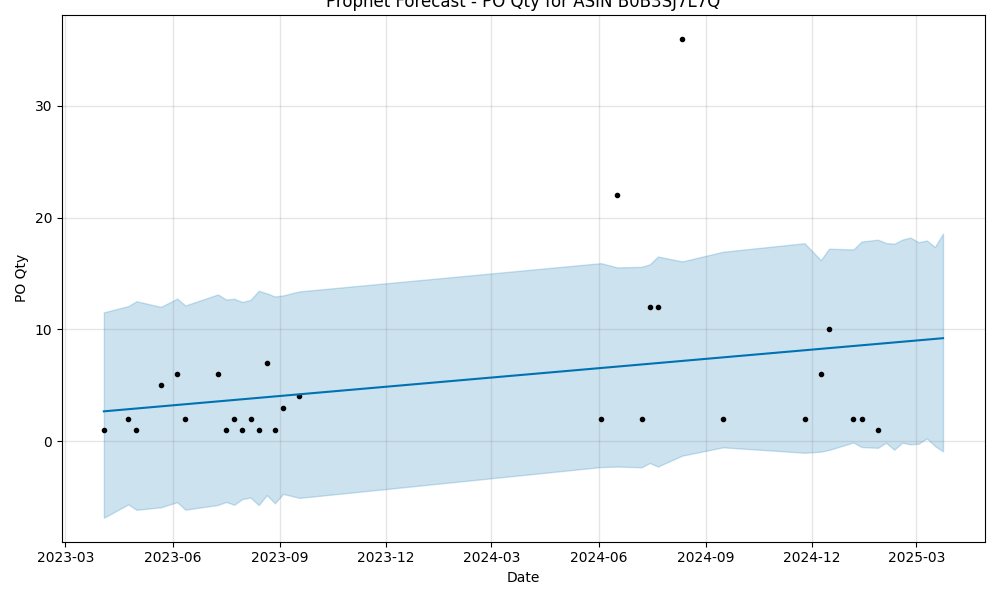 Prophet Forecast - PO Qty for ASIN B0B3SJ7L7Q
PO Qty
30
20
10
0
2023-03 2023-06 2023-09 2023-12 2024-03 2024-06 2024-09 2024-12 2025-03
Date